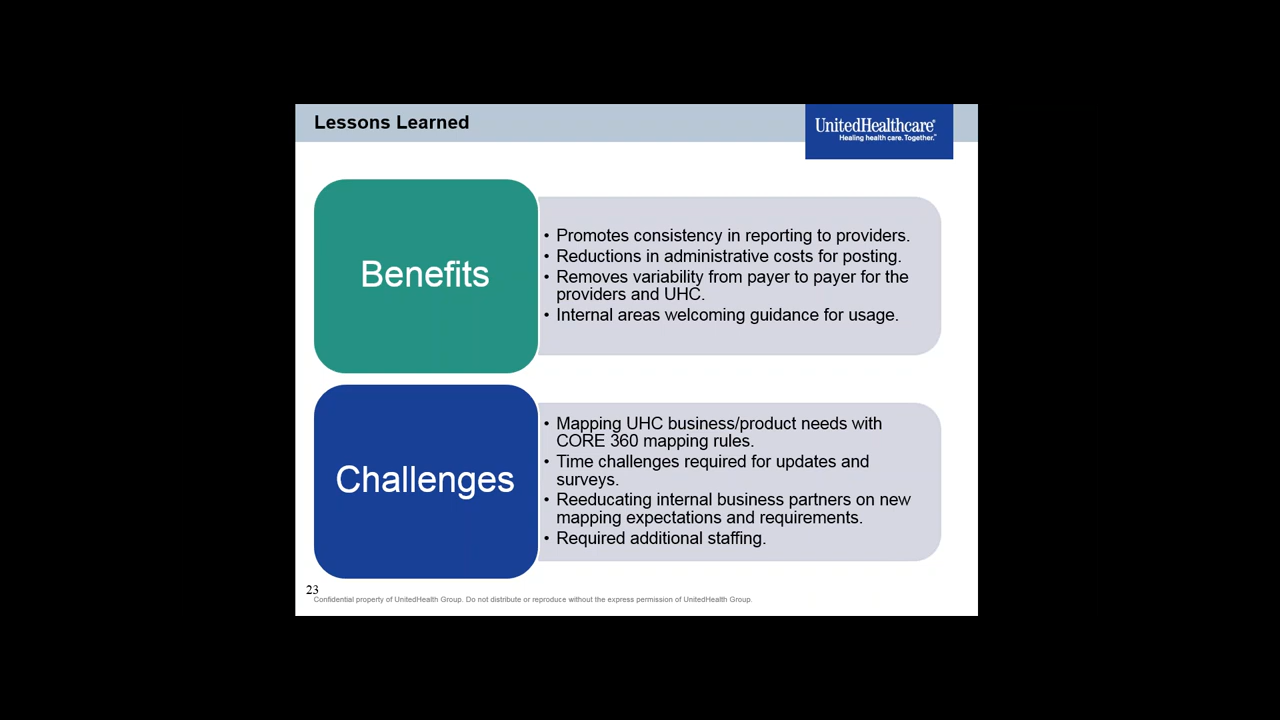 Lessons Learned
UnitedHealthcare®
Healing health care. Together.™
Benefits
• Promotes consistency in reporting to providers.
• Reductions in administrative costs for posting.
• Removes variability from payer to payer for the
providers and UHC.
• Internal areas welcoming guidance for usage.
Challenges
• Mapping UHC business/product needs with
CORE 360 mapping rules.
• Time challenges required for updates and
surveys.
• Reeducating internal business partners on new
mapping expectations and requirements.
• Required additional staffing.
23
Confidential property of UnitedHealth Group. Do not distribute or reproduce without the express permission of UnitedHealth Group.